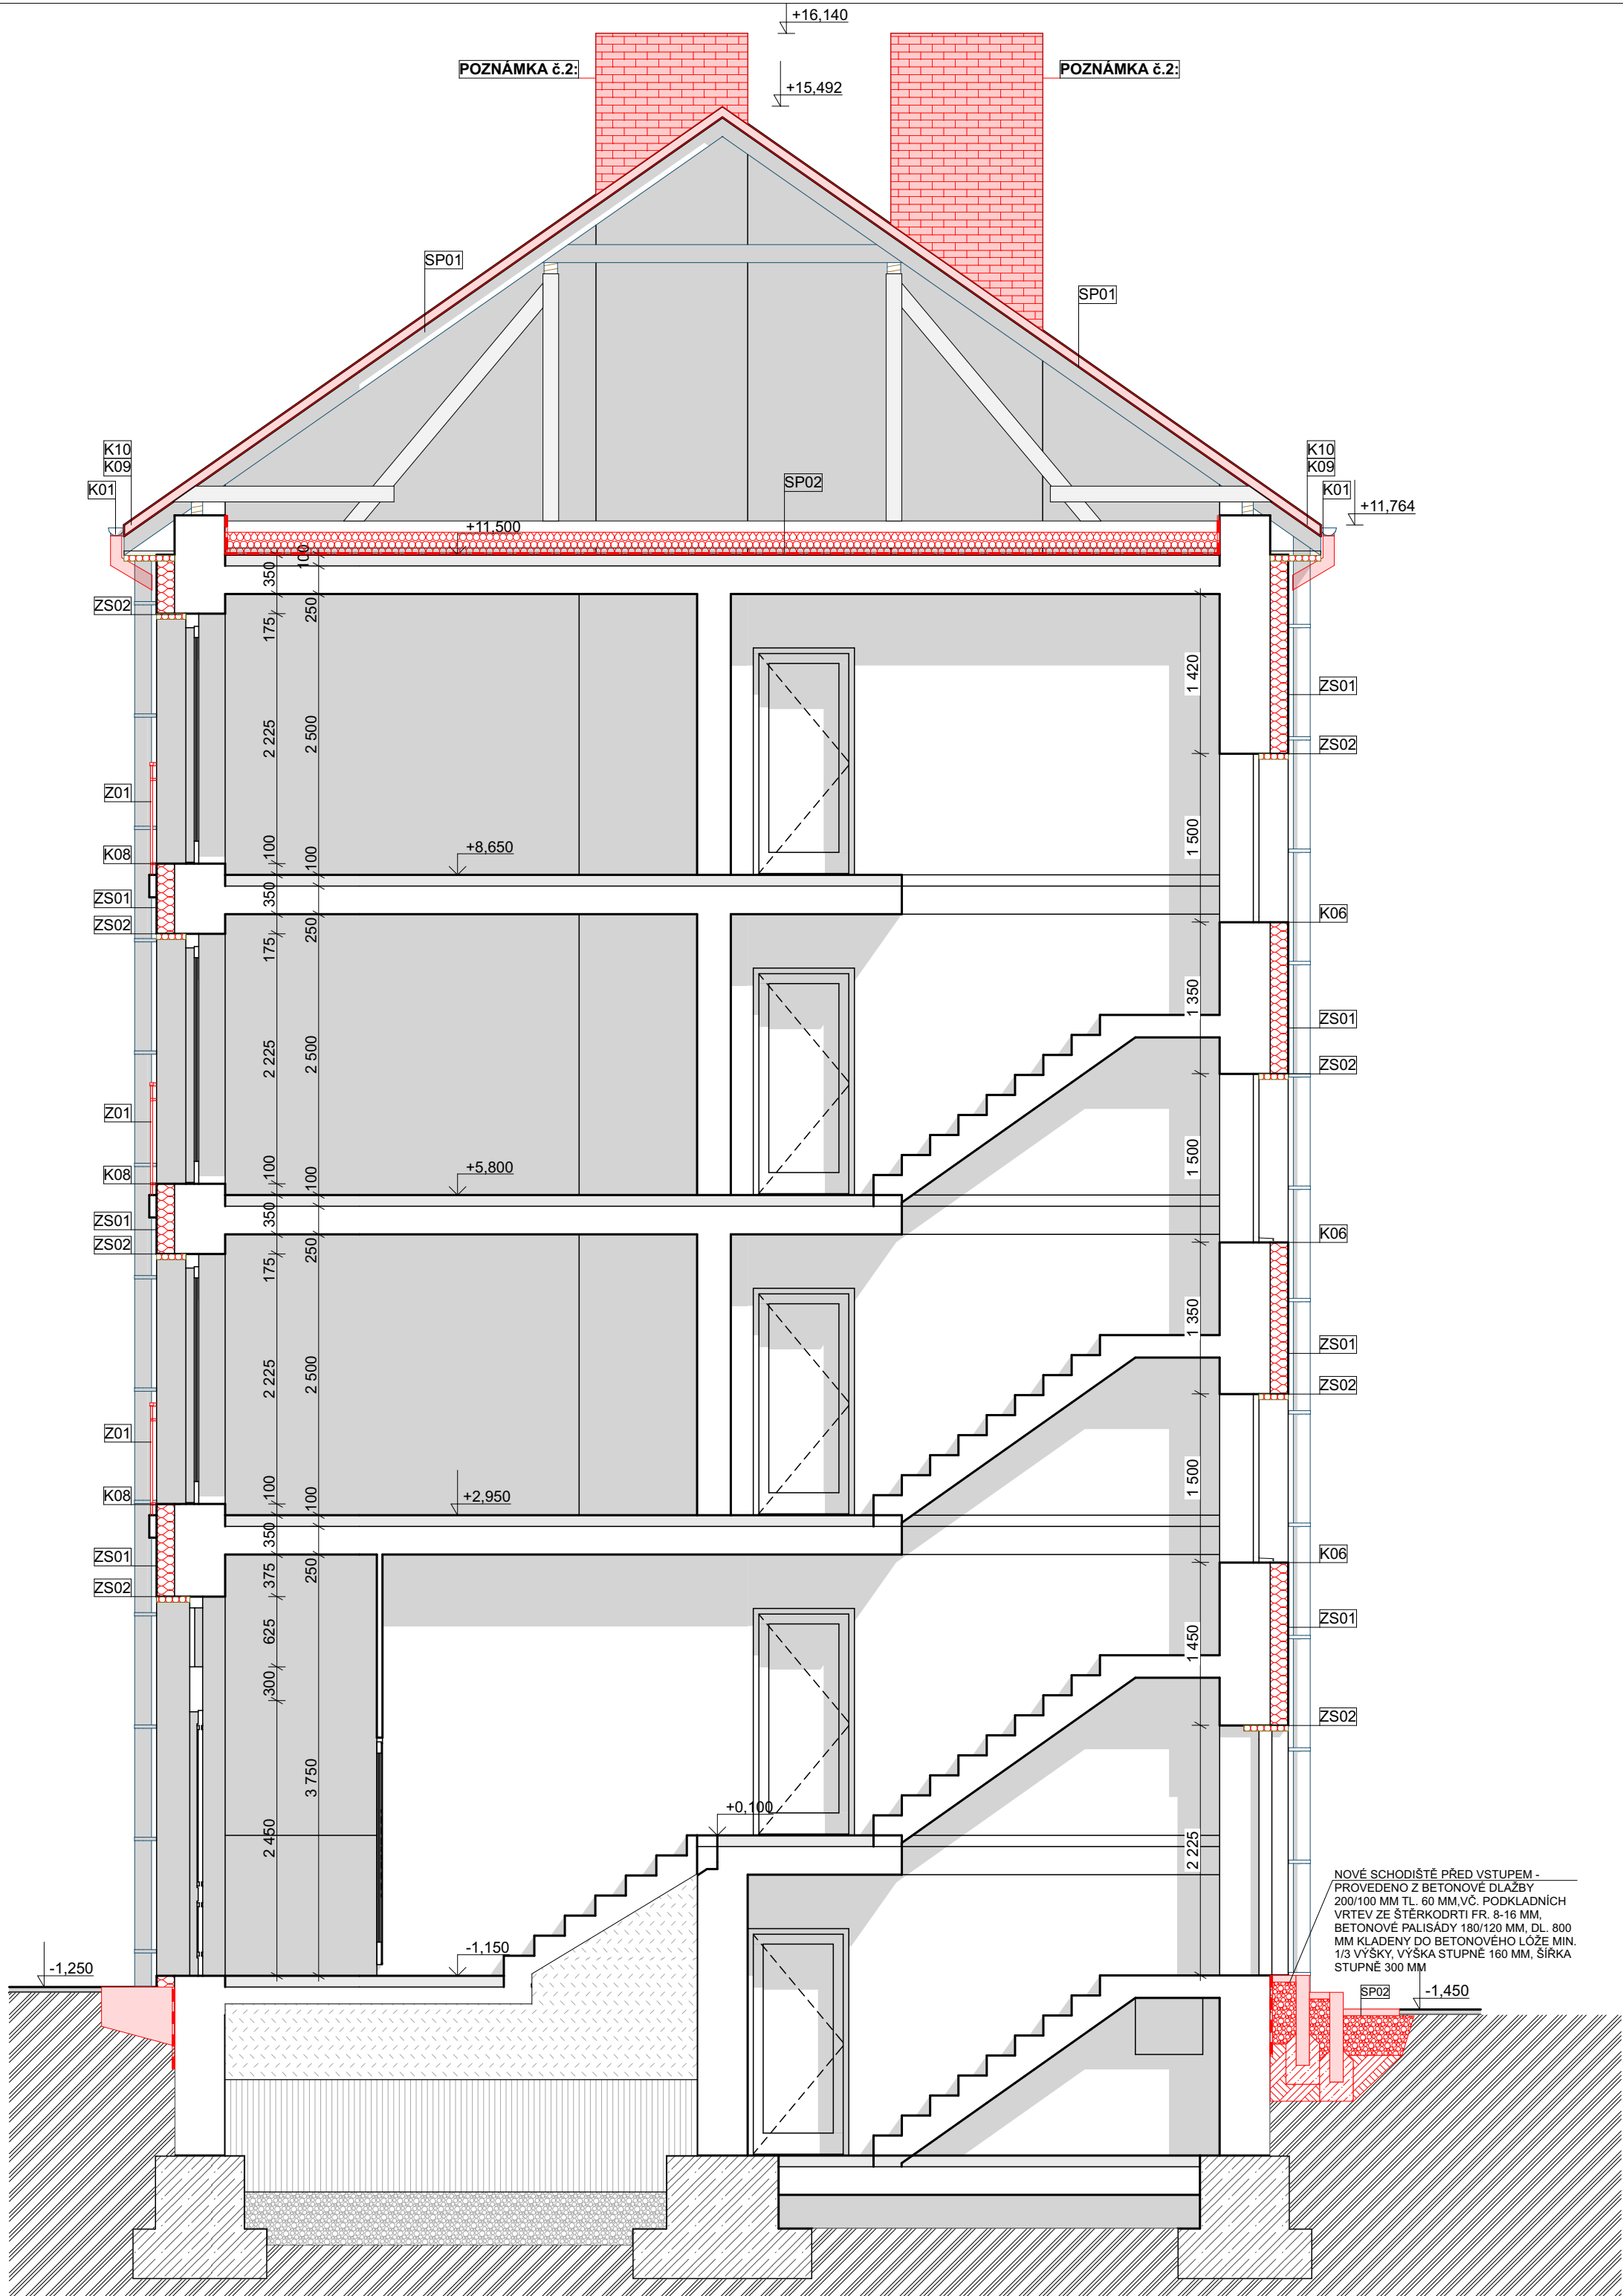 +16,140
POZNÁMKA č.2:
POZNÁMKA č.2:
+15,492
SP01
SP01
K10
K09
K01
K10
K09
K01
+11,764
SP02
+11,500
100
350
250
ZS02
175
1 420
ZS01
2 225
2 500
ZS02
Z01
1 500
K08
100
100
+8,650
ZS01
350
250
K06
ZS02
175
1 350
ZS01
2 225
2 500
ZS02
Z01
1 500
K08
100
100
+5,800
ZS01
350
250
K06
ZS02
175
1 350
ZS01
2 225
2 500
ZS02
Z01
1 500
K08
100
100
+2,950
ZS01
350
250
K06
ZS02
375
625
1 450
ZS01
300
ZS02
3 750
2 450
+0,100
2 225
NOVÉ SCHODIŠTĚ PŘED VSTUPEM -
PROVEDENO Z BETONOVÉ DLAŽBY
200/100 MM TL. 60 MM,VČ. PODKLADNÍCH
VRTEV ZE ŠTĚRKODRTI FR. 8-16 MM,
BETONOVÉ PALISÁDY 180/120 MM, DL. 800
MM KLADENY DO BETONOVÉHO LÓŽE MIN.
1/3 VÝŠKY, VÝŠKA STUPNĚ 160 MM, ŠÍŘKA
STUPNĚ 300 MM
-1,250
-1,150
SP02
-1,450